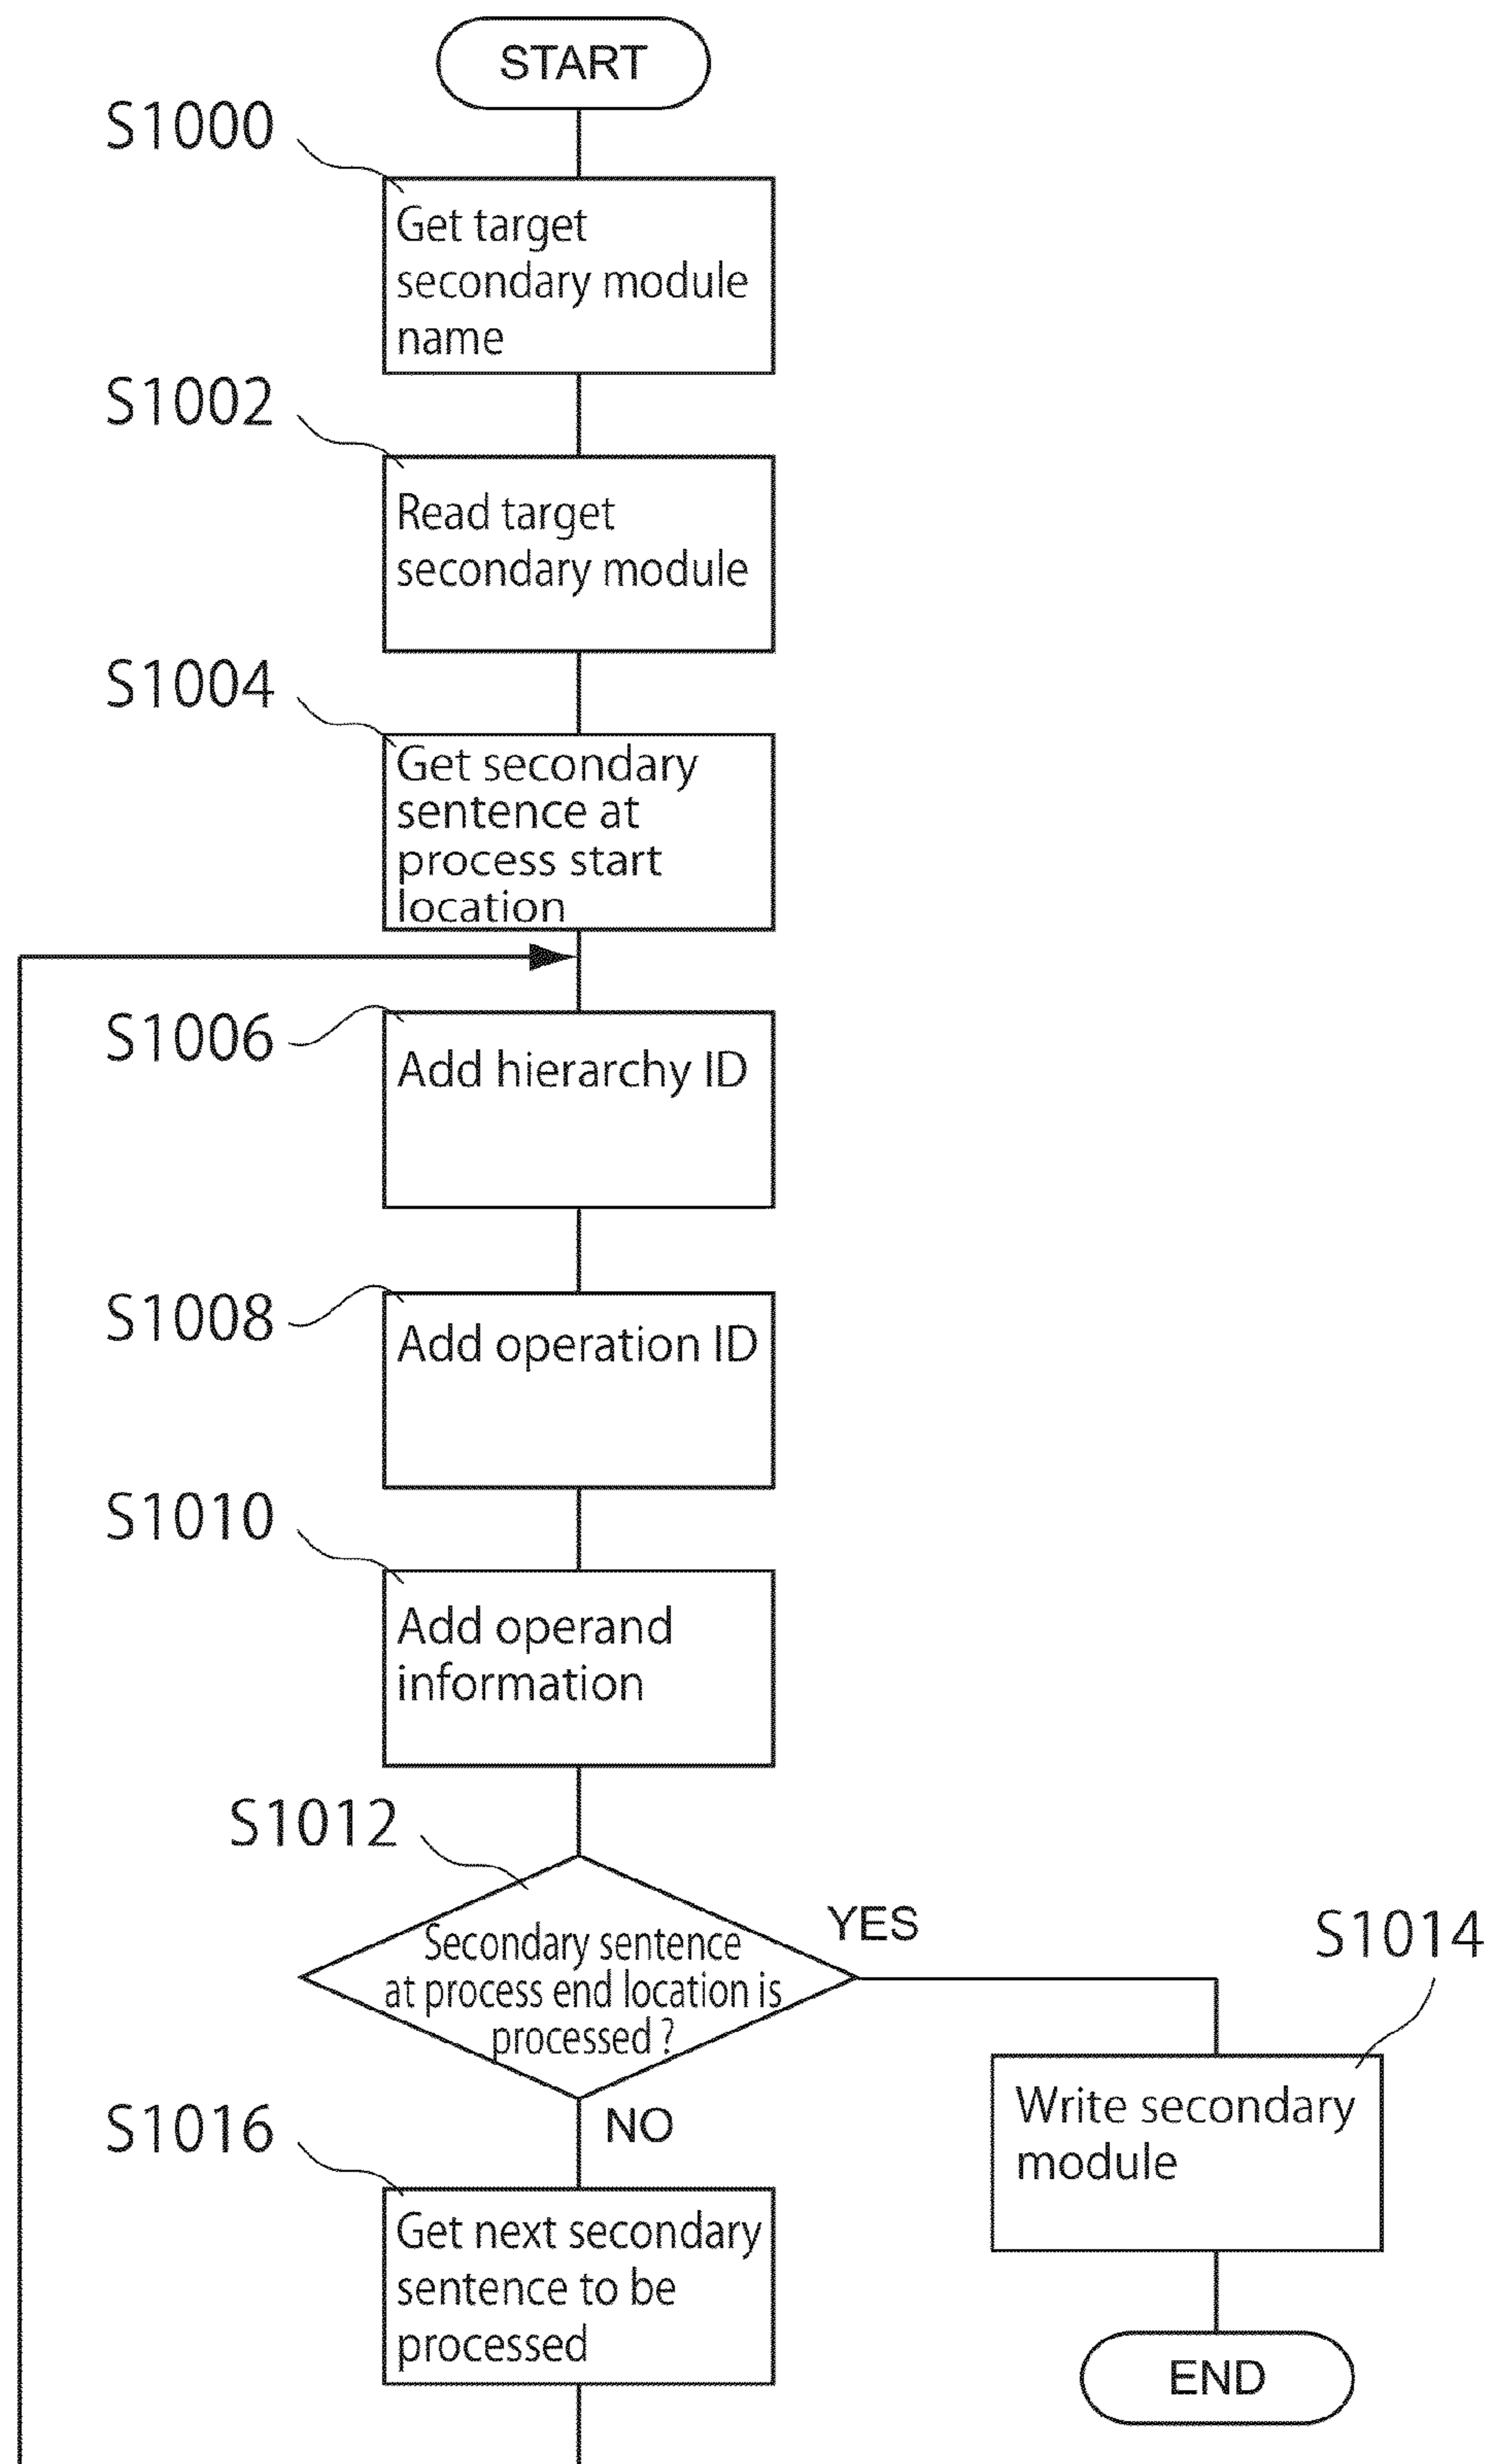 START
S1000
Get target
secondary module
name
S1002
Read target
secondary module
S1004
Get secondary
sentence at
process start
location
S1006
Add hierarchy ID
S1008
Add operation ID
S1010
Add operand
information
S1012
Secondary sentence
at process end location is
processed ?
YES
S1014
Write secondary
module
NO
S1016
Get next secondary
sentence to be
processed
END